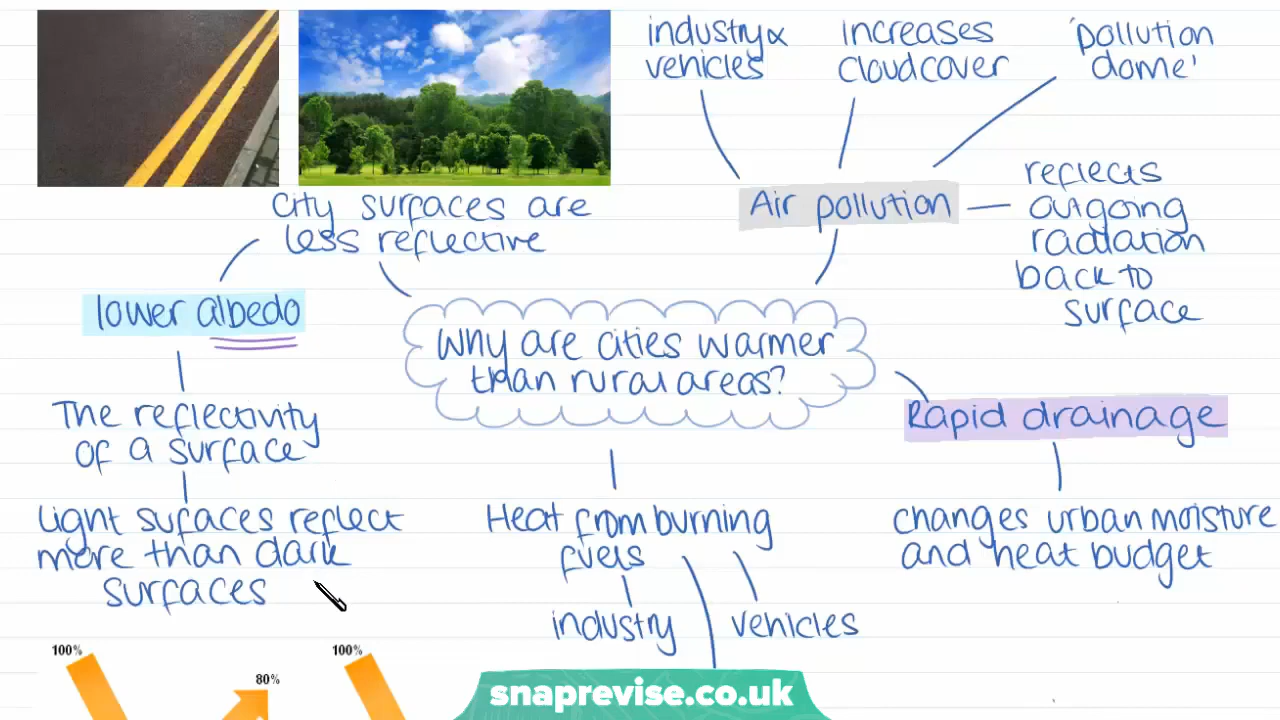 industry &
vehicles
increases
cloud cover
'pollution
dome'
Air pollution
reflects
outgoing
radiation
back to
surface
City surfaces are
less reflective
lower albedo
Why are cities warmer
than rural areas?
The reflectivity
of a surface
Rapid drainage
Light sufaces reflect
more than dark
surfaces
Heat from burning
fuels
industry
vehicles
changes urban moisture
and heat budget
100%
80%
100%
snaprevise.co.uk